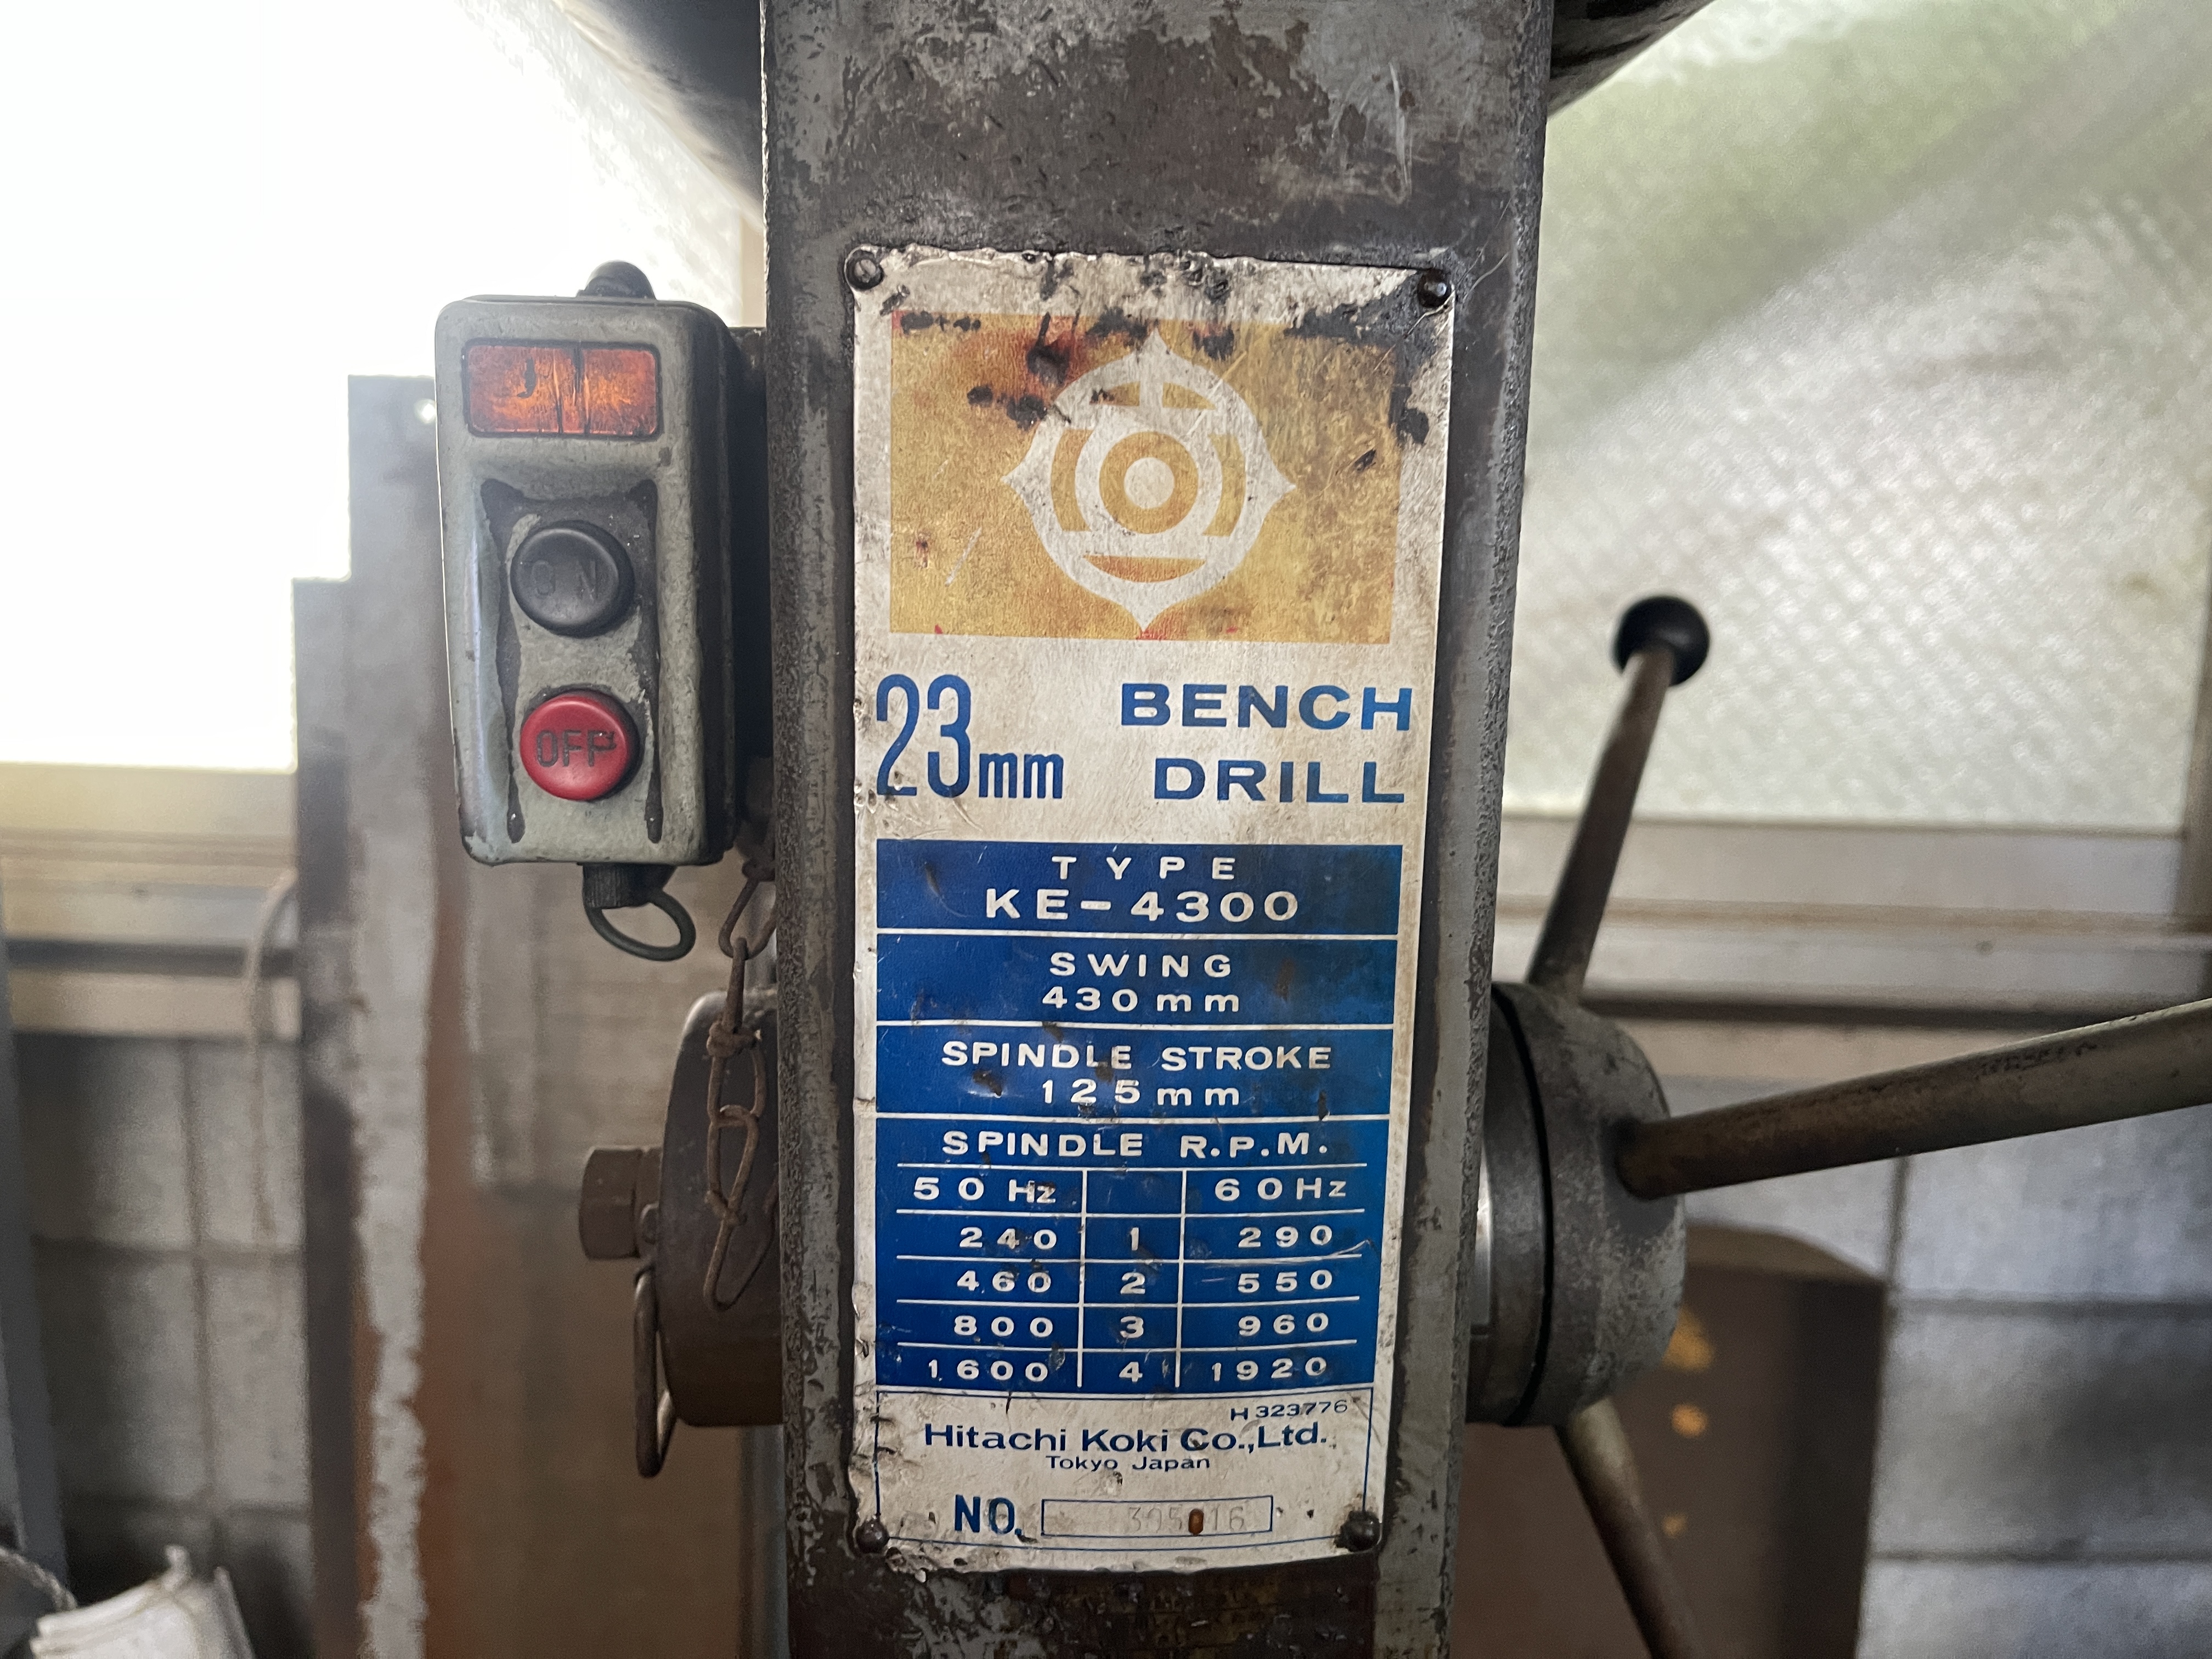 ON
OFF
23mm
BENCH
DRILL
TYPE
KE-4300
SWING
430mm
SPINDLE STROKE
125mm
SPINDLE R.P.M.
50Hz 60Hz
240 1 290
460 2 550
800 3 960
1600 4 1920
H323776
Hitachi Koki Co.,Ltd.
Tokyo Japan
NO.